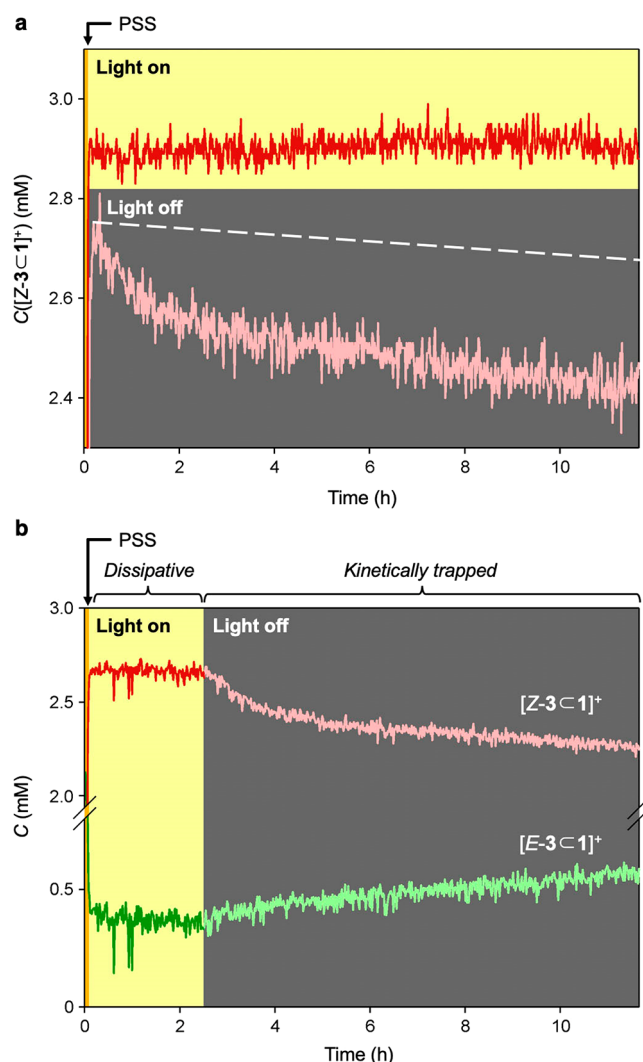 a
PSS
Light on
Light off
C([Z-3⊂1]⁺) (mM)
3.0
2.8
2.6
2.4
0 2 4 6 8 10
Time (h)
b
PSS
Dissipative Kinetically trapped
Light on Light off
[Z-3⊂1]⁺
[E-3⊂1]⁺
C (mM)
3.0
2.5
2.0
0.5
0
0 2 4 6 8 10
Time (h)